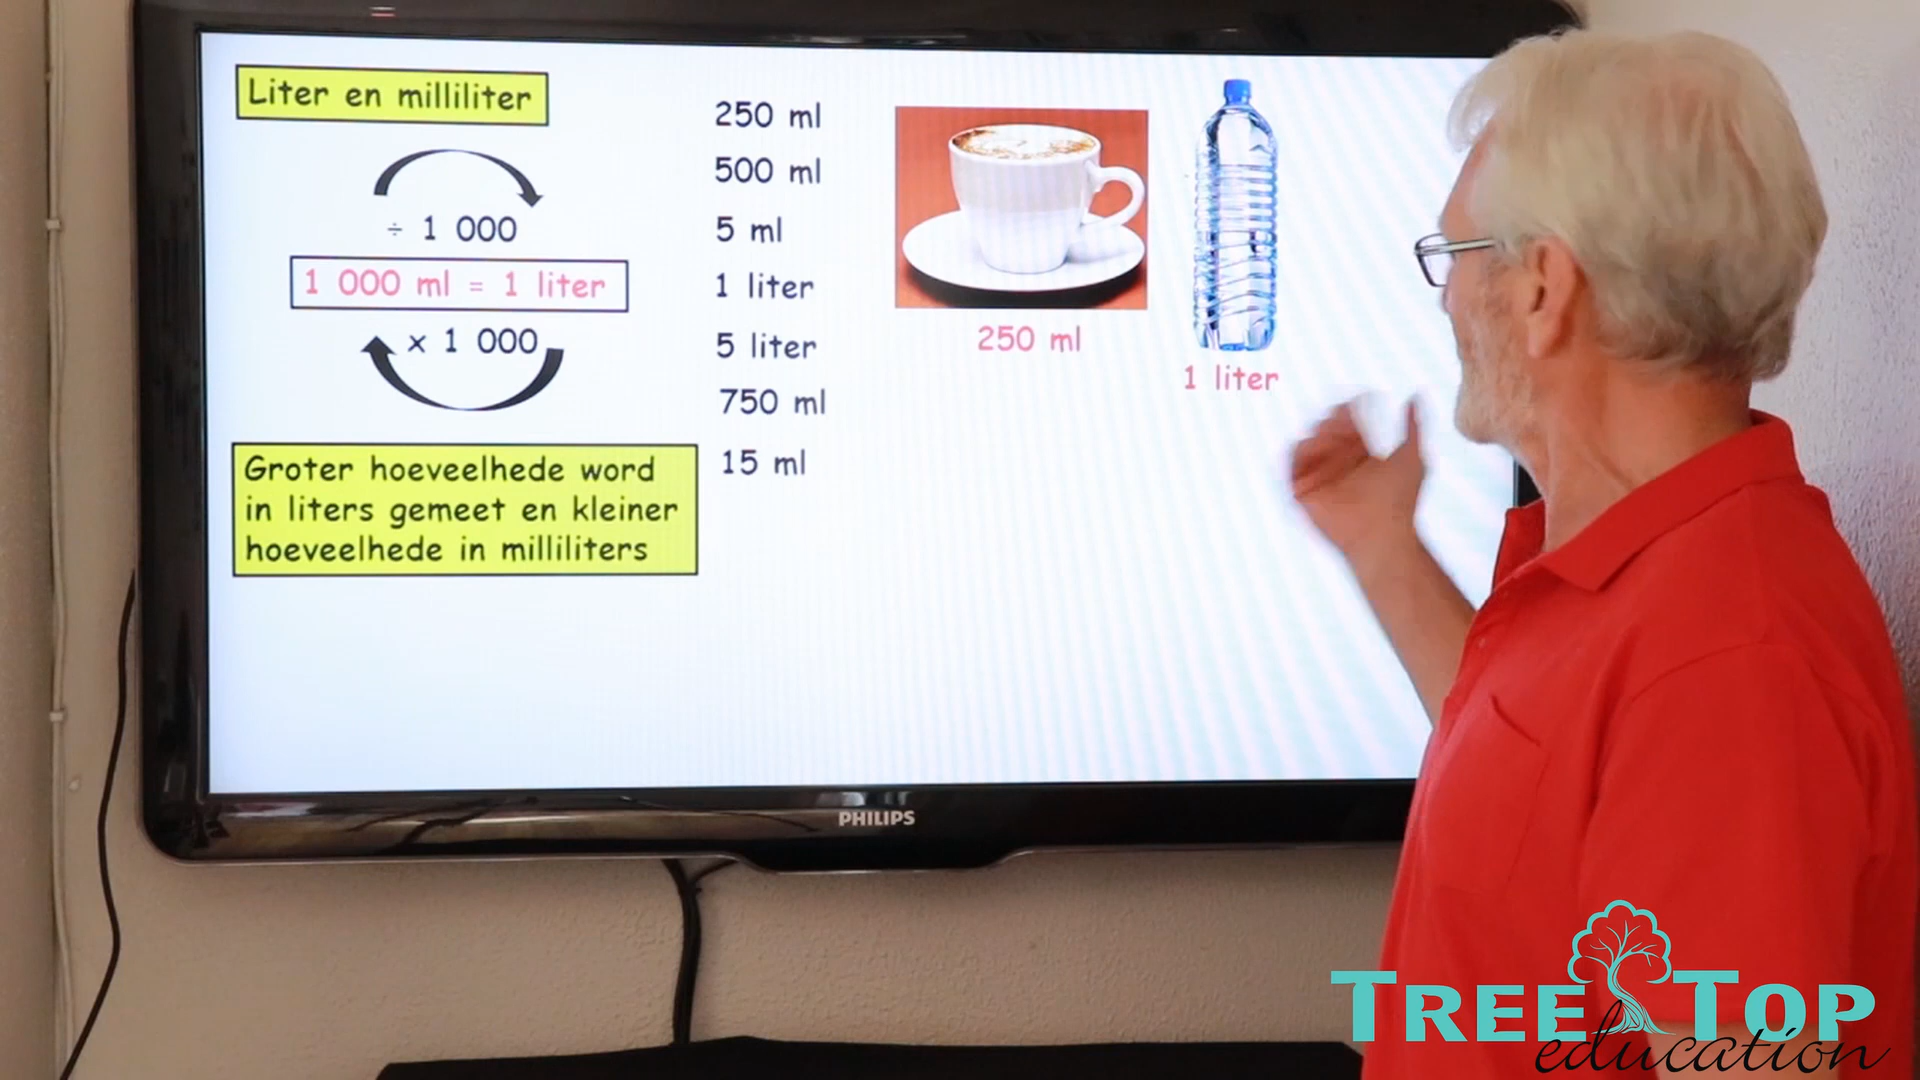 Liter en milliliter
÷ 1 000
1 000 ml = 1 liter
x 1 000
Groter hoeveelhede word
in liters gemeet en kleiner
hoeveelhede in milliliters
250 ml
500 ml
5 ml
1 liter
5 liter
750 ml
15 ml
250 ml
1 liter
PHILIPS
TREE TOP
education